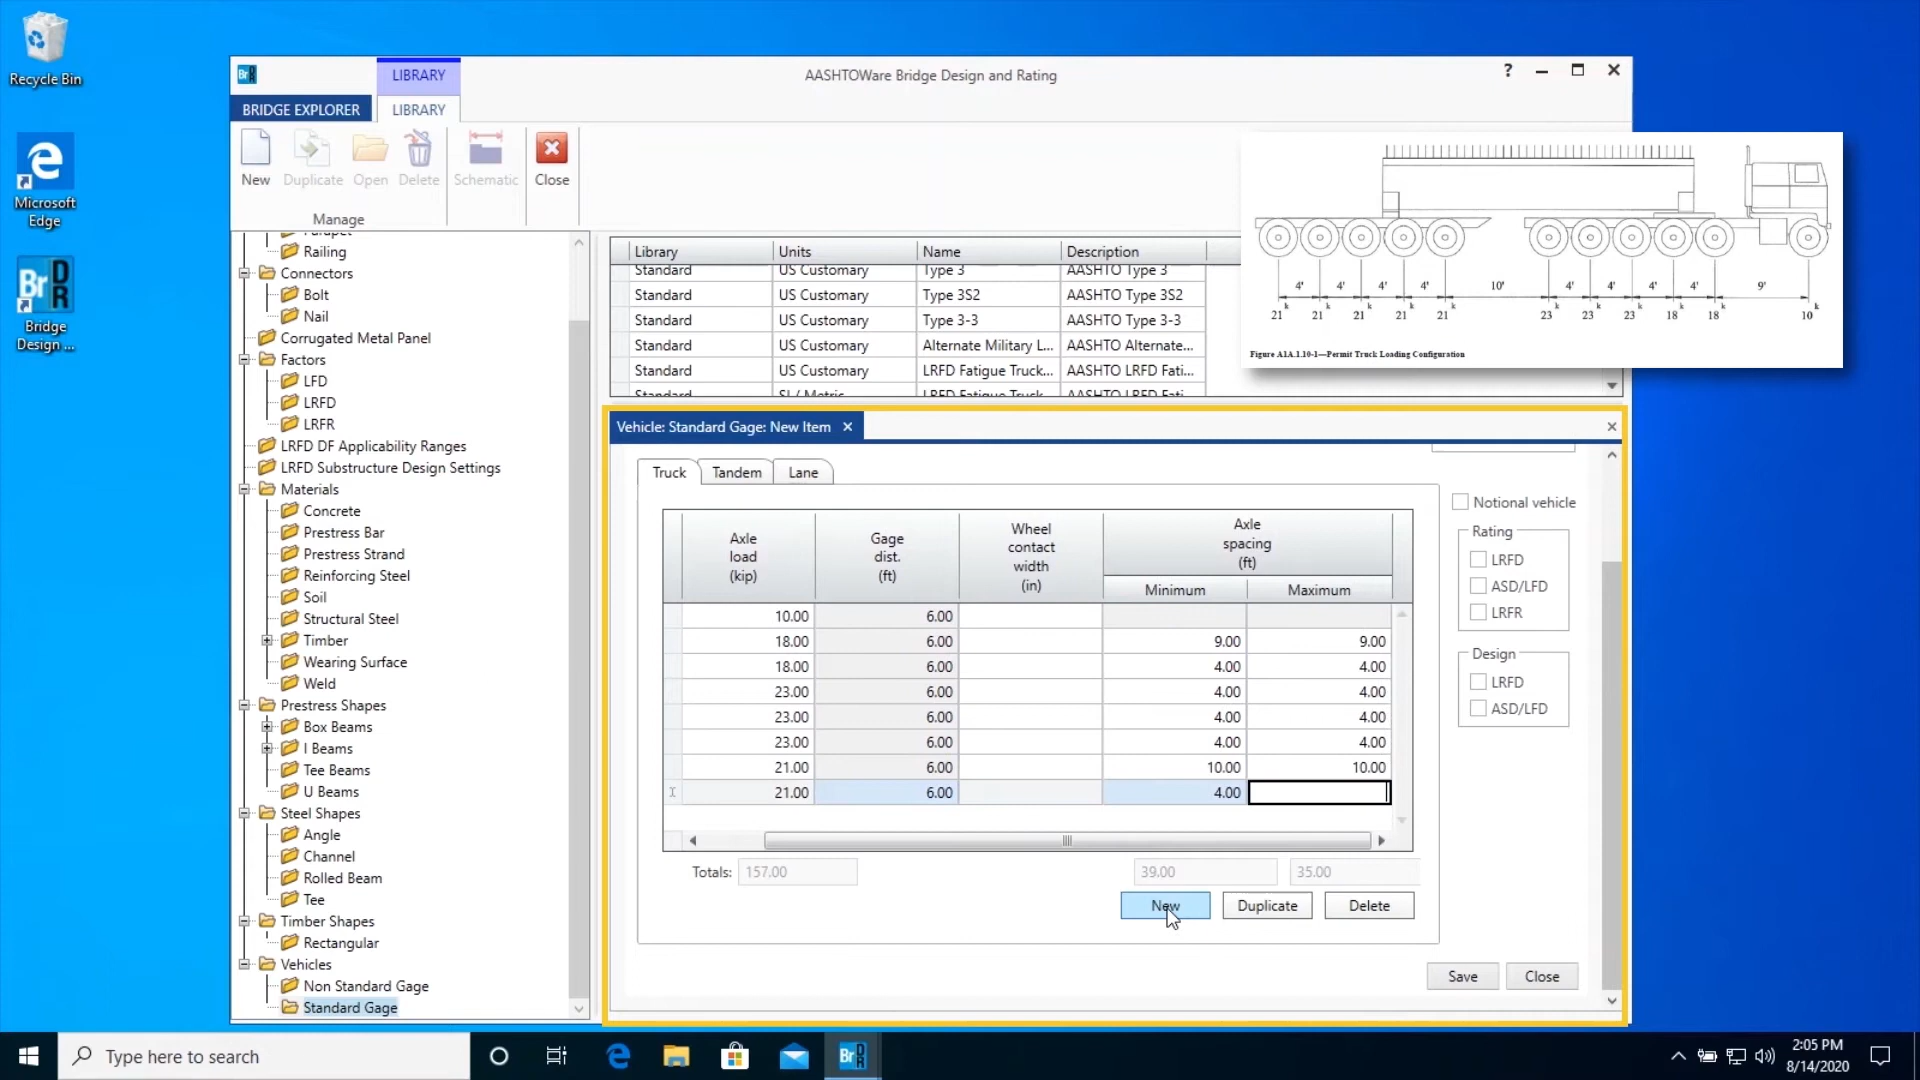 Recycle Bin
Microsoft
Edge
Bridge
Design ...
LIBRARY
AASHTOWare Bridge Design and Rating
?
BRIDGE EXPLORER
LIBRARY
New
Duplicate
Open
Delete
Schematic
Close
Manage
Parapet
Railing
Connectors
Bolt
Nail
Corrugated Metal Panel
Factors
LFD
LRFD
LRFR
LRFD DF Applicability Ranges
LRFD Substructure Design Settings
Materials
Concrete
Prestress Bar
Prestress Strand
Reinforcing Steel
Soil
Structural Steel
Timber
Wearing Surface
Weld
Prestress Shapes
Box Beams
I Beams
Tee Beams
U Beams
Steel Shapes
Angle
Channel
Rolled Beam
Tee
Timber Shapes
Rectangular
Vehicles
Non Standard Gage
Standard Gage
Library Units Name Description
Standard US Customary Type 3 AASHTO Type 3
Standard US Customary Type 3S2 AASHTO Type 3S2
Standard US Customary Type 3-3 AASHTO Type 3-3
Standard US Customary Alternate Military L... AASHTO Alternate...
Standard US Customary LRFD Fatigue Truck... AASHTO LRFD Fati...
Standard SI / Metric LRFD Fatigue Truck AASHTO LRFD Fati
4' 4' 4' 4' 10' 4' 4' 4' 4' 9'
21 k 21 k 21 k 21 k 21 k 23 k 23 k 23 k 18 k 18 k 10 k
Figure A1A.1.10-1—Permit Truck Loading Configuration
Vehicle: Standard Gage: New Item
Truck
Tandem
Lane
Axle load (kip)
Gage dist. (ft)
Wheel contact width (in)
Axle spacing (ft)
Minimum Maximum
10.00 6.00
18.00 6.00 9.00 9.00
18.00 6.00 4.00 4.00
23.00 6.00 4.00 4.00
23.00 6.00 4.00 4.00
23.00 6.00 4.00 4.00
21.00 6.00 10.00 10.00
21.00 6.00 4.00
Totals: 157.00 39.00 35.00
New
Duplicate
Delete
Notional vehicle
Rating
LRFD
ASD/LFD
LRFR
Design
LRFD
ASD/LFD
Save
Close
Type here to search
BrDR
2:05 PM
8/14/2020